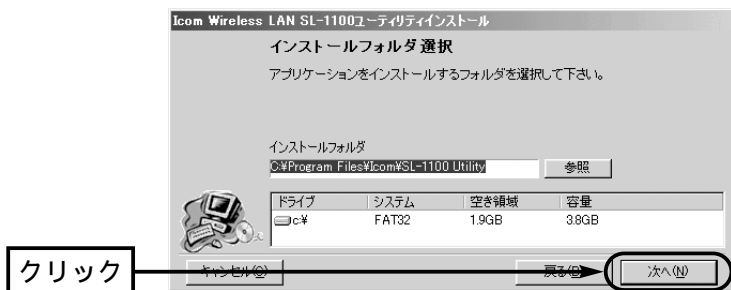 Icom Wireless LAN SL-1100ユーティリティインストール
インストールフォルダ選択
アプリケーションをインストールするフォルダを選択して下さい。
インストールフォルダ
C:¥Program Files¥Icom¥SL-1100 Utility 参照
ドライブ システム 空き領域 容量
c:¥ FAT32 1.9GB 3.8GB
クリック キャンセル(C) 戻る(B) 次へ(N)